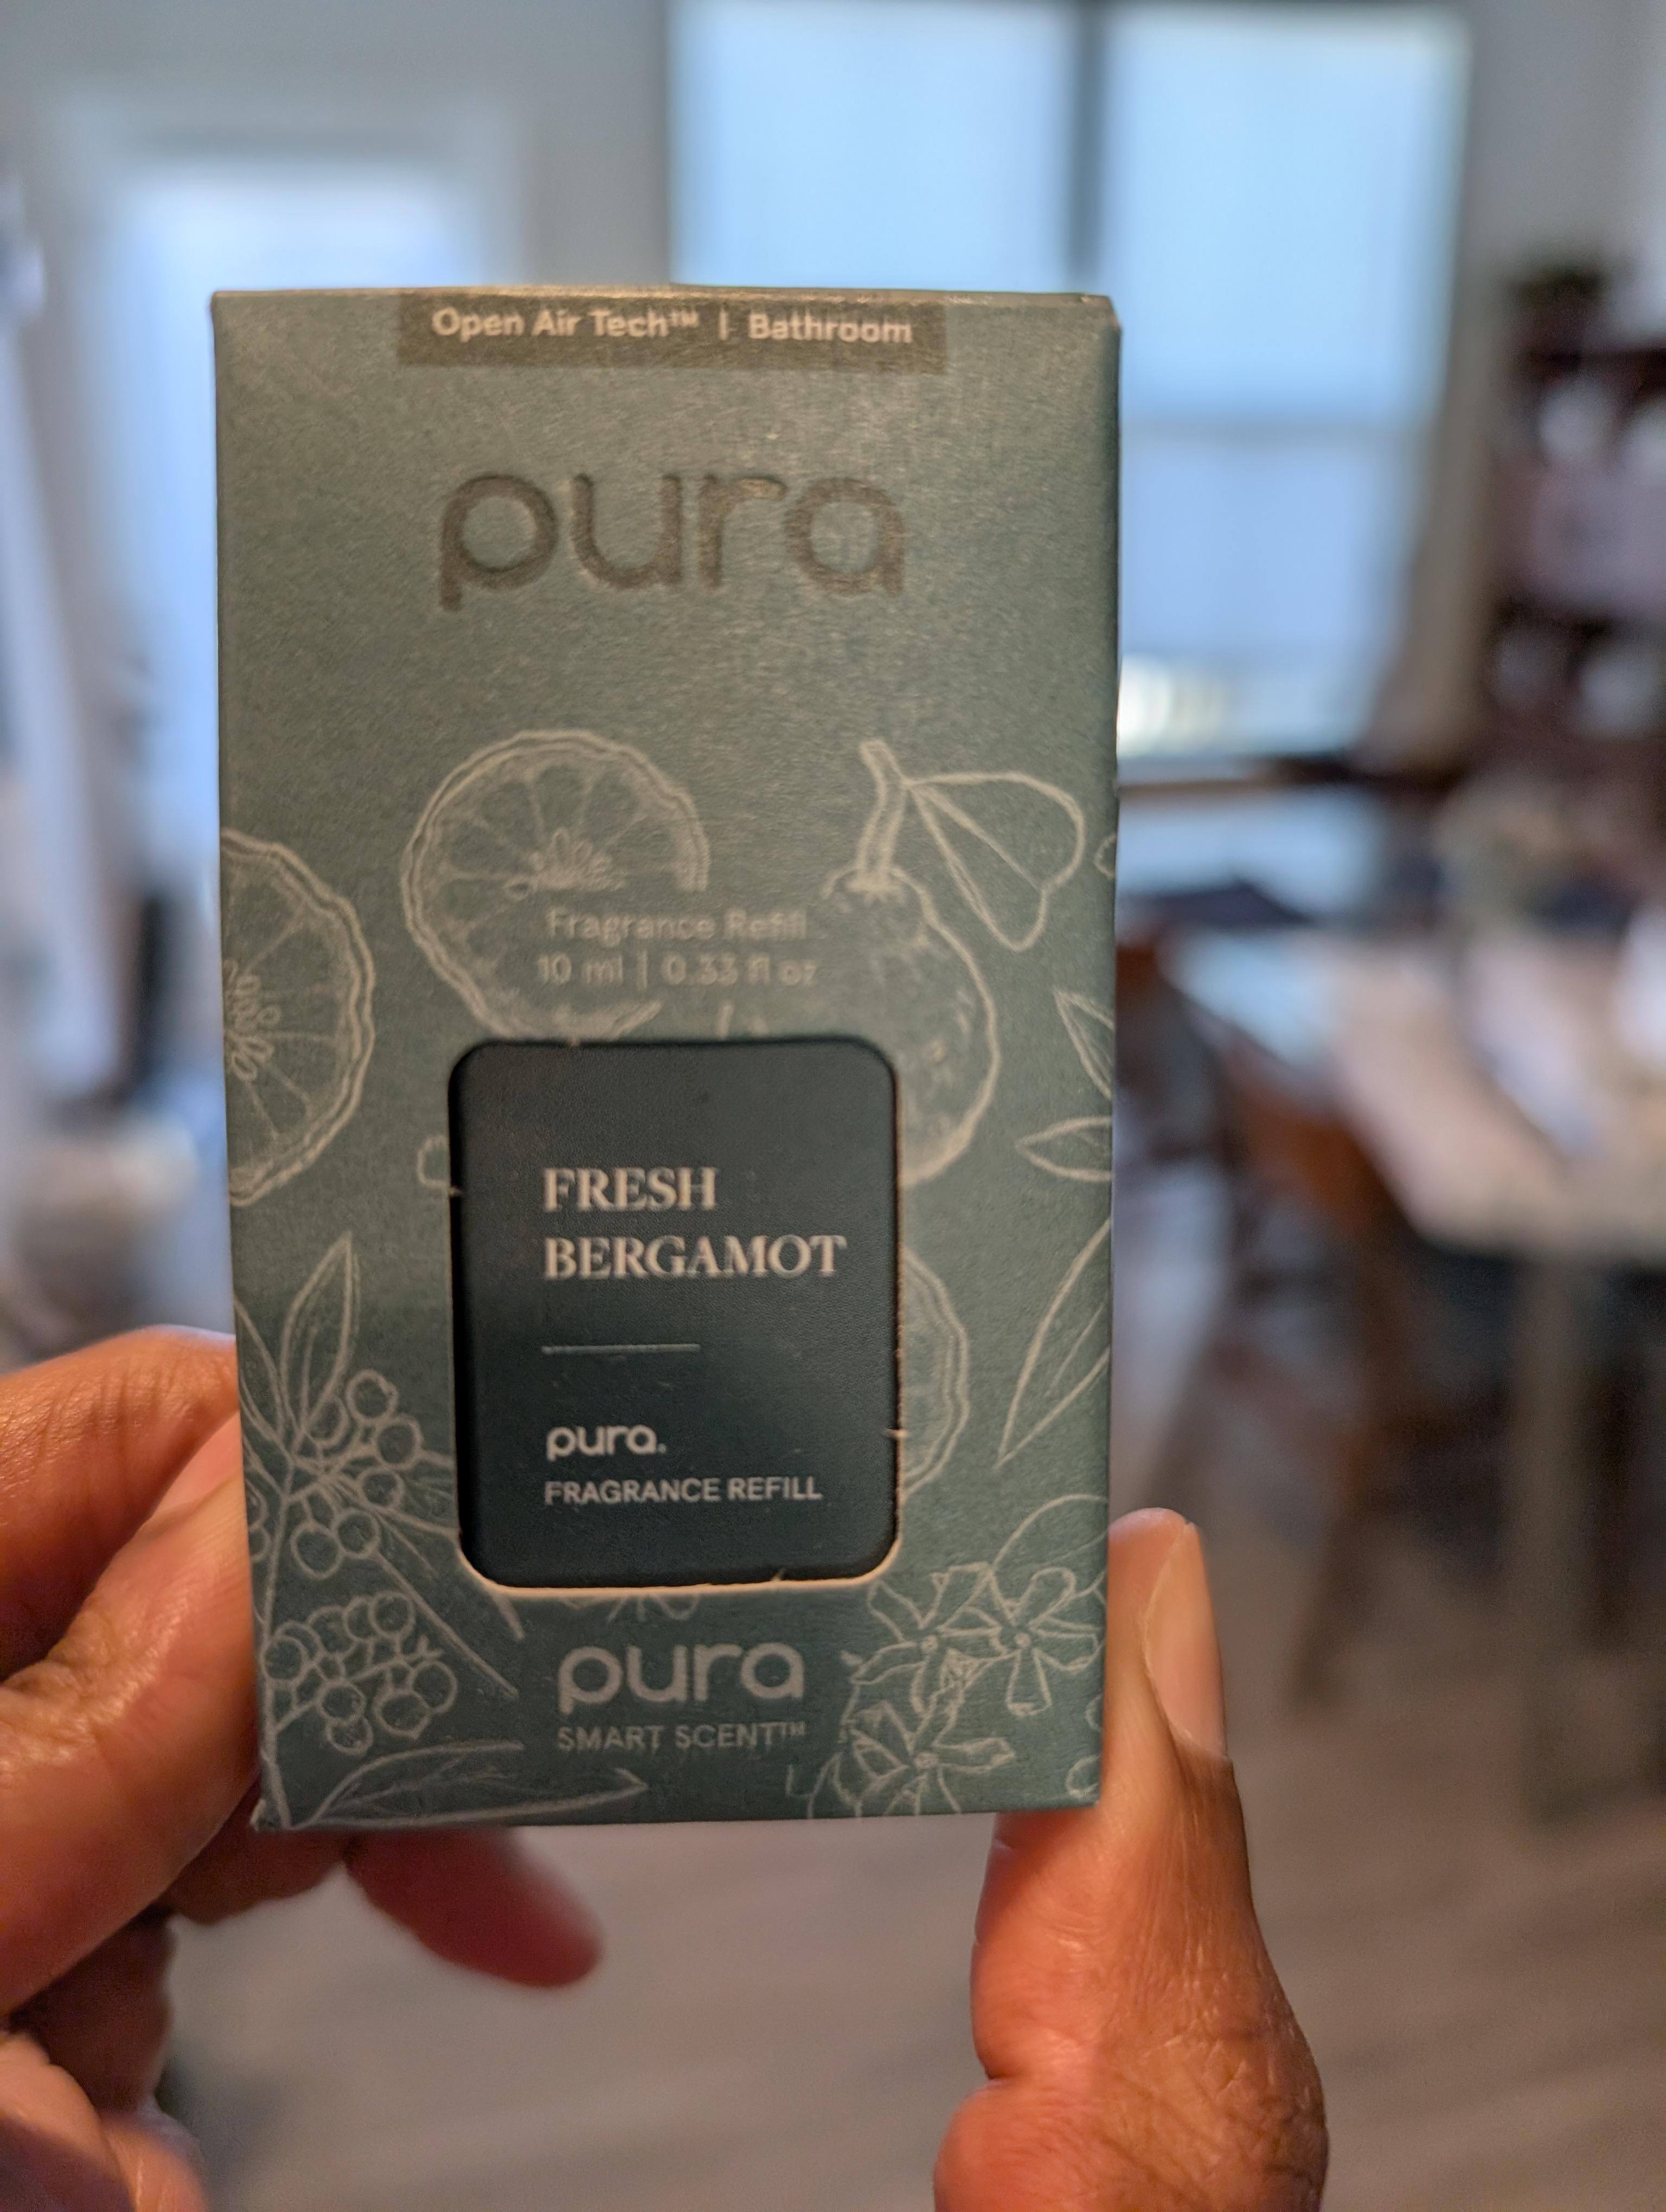 Open Air Tech™ | Bathroom
pura
Fragrance Refill
10 ml | 0.33 fl oz
FRESH
BERGAMOT
pura.
FRAGRANCE REFILL
pura
SMART SCENT™